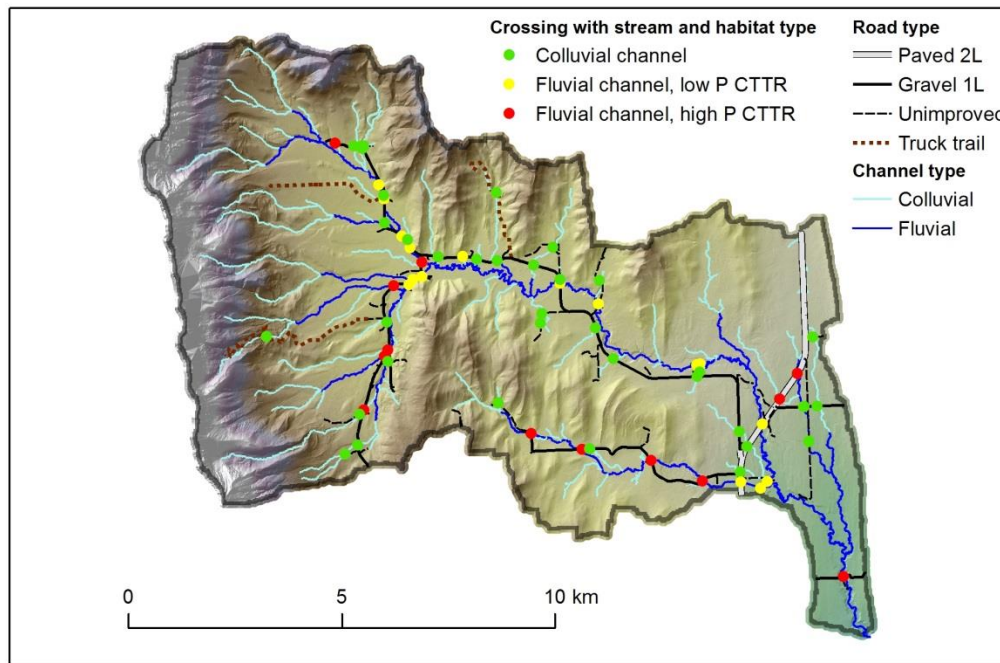 Crossing with stream and habitat type
Colluvial channel
Fluvial channel, low P CTTR
Fluvial channel, high P CTTR
Road type
Paved 2L
Gravel 1L
Unimproved
Truck trail
Channel type
Colluvial
Fluvial
0
5
10 km